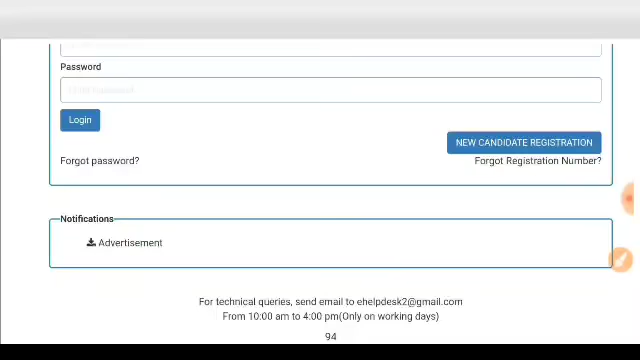 Password
Login
NEW CANDIDATE REGISTRATION
Forgot password?
Forgot Registration Number?
Notifications
Advertisement
For technical queries, send email to ehelpdesk2@gmail.com
From 10:00 am to 4:00 pm(Only on working days)
94